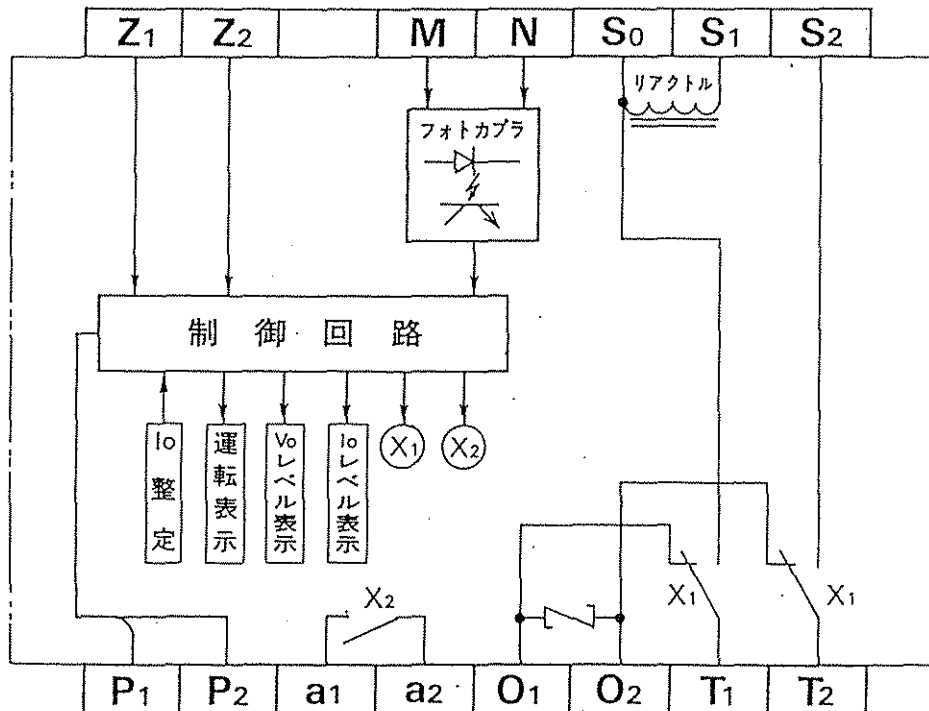 Z1 Z2 M N S0 S1 S2
リアクトル
フォトカプラ
制御回路
Io整定
運転表示
Voレベル表示
Ioレベル表示
X1
X2
X2
X1
X1
P1 P2 a1 a2 O1 O2 T1 T2